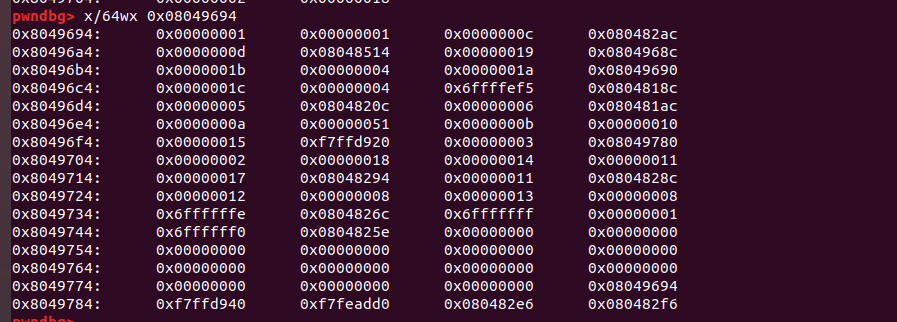 pwndbg> x/64wx 0x08049694
0x8049694: 0x00000001 0x00000001 0x0000000c 0x080482ac
0x80496a4: 0x0000000d 0x08048514 0x00000019 0x0804968c
0x80496b4: 0x0000001b 0x00000004 0x0000001a 0x08049690
0x80496c4: 0x0000001c 0x00000004 0x6ffffef5 0x0804818c
0x80496d4: 0x00000005 0x0804820c 0x00000006 0x080481ac
0x80496e4: 0x0000000a 0x00000051 0x0000000b 0x00000010
0x80496f4: 0x00000015 0xf7ffd920 0x00000003 0x08049780
0x8049704: 0x00000002 0x00000018 0x00000014 0x00000011
0x8049714: 0x00000017 0x08048294 0x00000011 0x0804828c
0x8049724: 0x00000012 0x00000008 0x00000013 0x00000008
0x8049734: 0x6ffffffe 0x0804826c 0x6fffffff 0x00000001
0x8049744: 0x6ffffff0 0x0804825e 0x00000000 0x00000000
0x8049754: 0x00000000 0x00000000 0x00000000 0x00000000
0x8049764: 0x00000000 0x00000000 0x00000000 0x00000000
0x8049774: 0x00000000 0x00000000 0x00000000 0x08049694
0x8049784: 0xf7ffd940 0xf7feadd0 0x080482e6 0x080482f6
pwndbg>